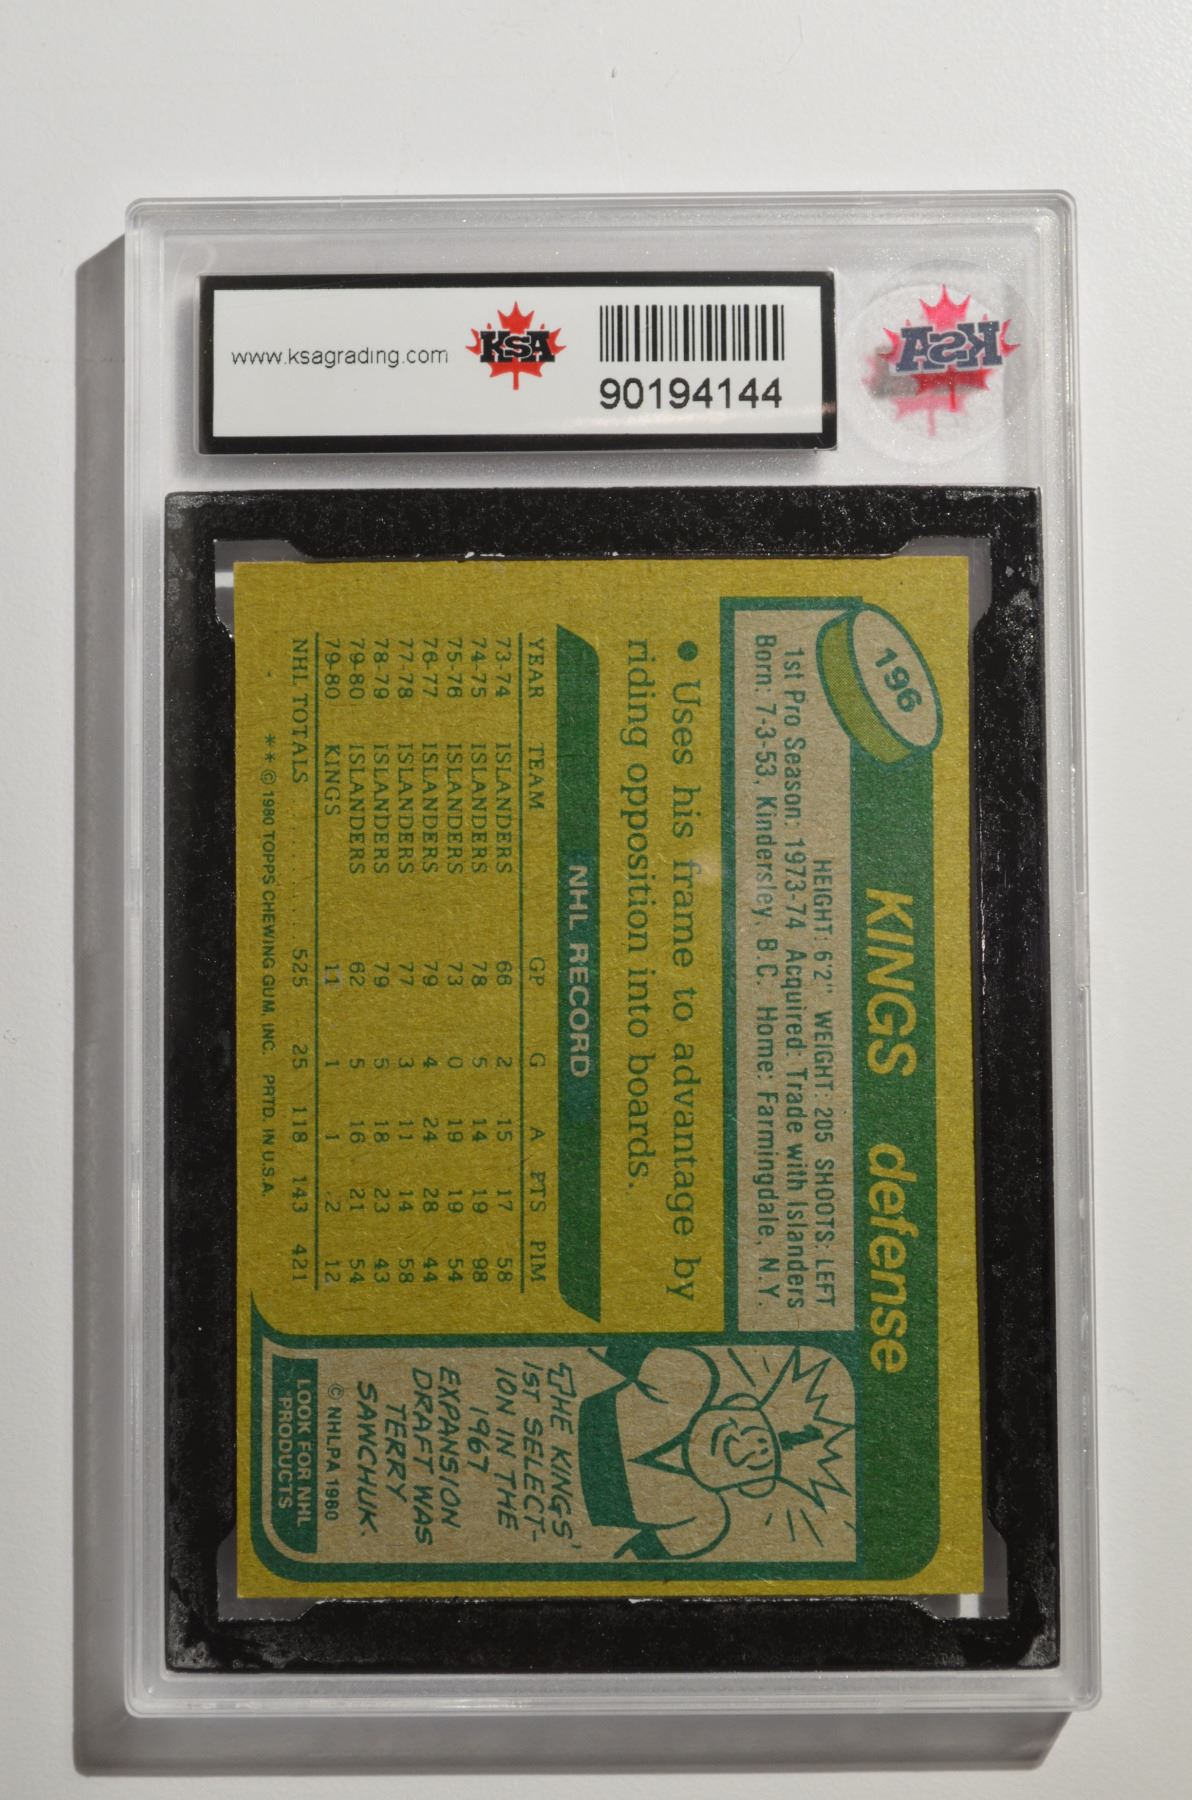 www.ksagrading.com
KSA
90194144
KSA
196
KINGS defense
HEIGHT: 6'2" WEIGHT: 205 SHOOTS: LEFT
1st Pro Season: 1973-74 Acquired: Trade with Islanders
Born: 7-3-53, Kindersley, B.C. Home: Farmingdale, N.Y.
● Uses his frame to advantage by
riding opposition into boards.
NHL RECORD
YEAR TEAM GP G A PTS PIM
73-74 ISLANDERS 66 2 15 17 58
74-75 ISLANDERS 78 5 14 19 98
75-76 ISLANDERS 73 0 19 19 54
76-77 ISLANDERS 79 4 24 28 44
77-78 ISLANDERS 77 3 11 14 58
78-79 ISLANDERS 79 5 18 23 43
79-80 ISLANDERS 62 5 16 21 54
79-80 KINGS 11 1 1 2 12
NHL TOTALS .......... 525 25 118 143 421
** © 1980 TOPPS CHEWING GUM, INC. PRTD. IN U.S.A.
1
THE KINGS'
1ST SELECT-
ION IN THE
1967
EXPANSION
DRAFT WAS
TERRY
SAWCHUK.
© NHLPA 1980
LOOK FOR NHL
PRODUCTS